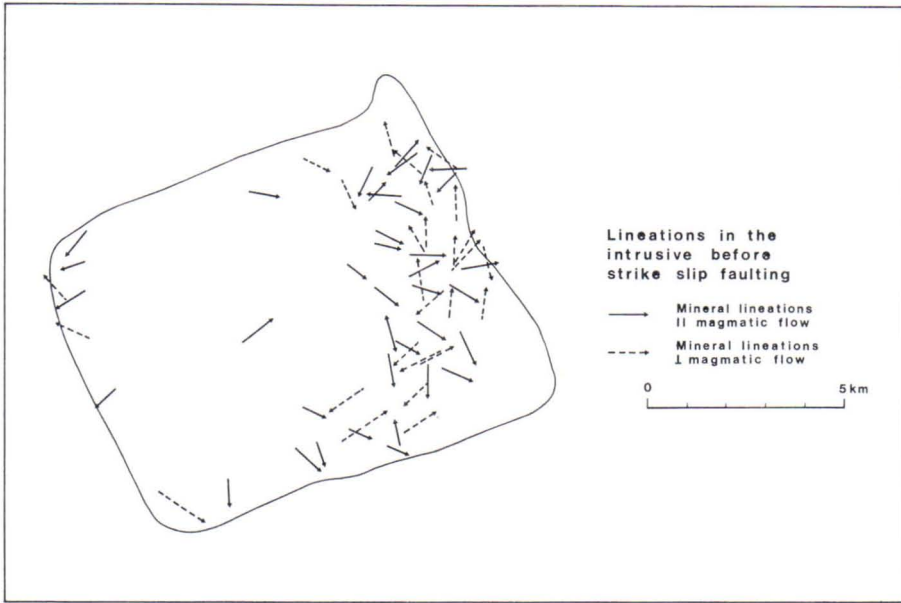 Lineations in the
intrusive before
strike slip faulting
Mineral lineations
|| magmatic flow
Mineral lineations
⊥ magmatic flow
0 5 km